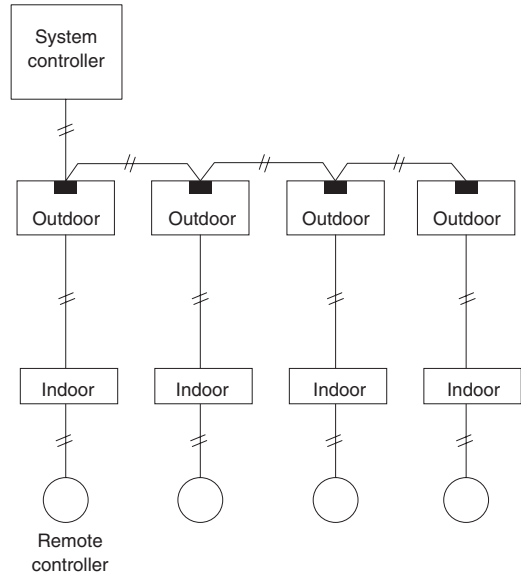 System
controller
Outdoor
Outdoor
Outdoor
Outdoor
Indoor
Indoor
Indoor
Indoor
Remote
controller